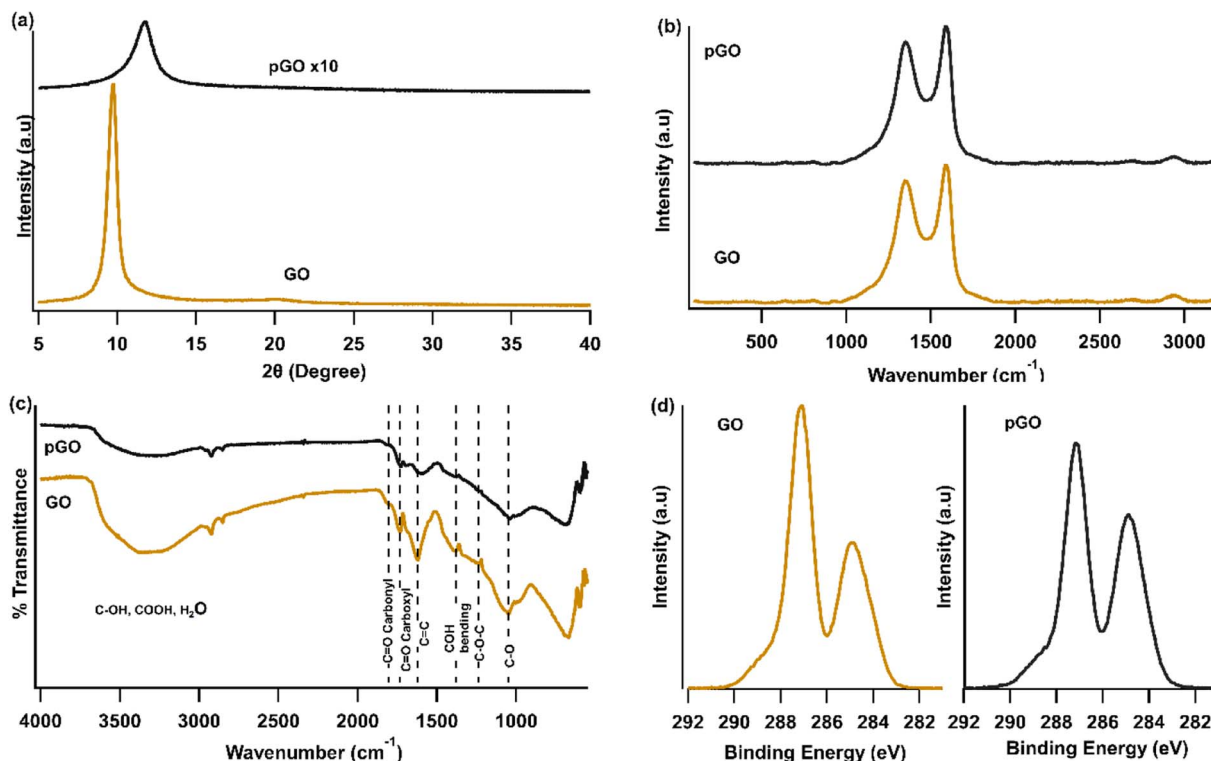 (a)
pGO x10
GO
Intensity (a.u)
5 10 15 20 25 30 35 40
2θ (Degree)
(b)
pGO
GO
Intensity (a.u)
500 1000 1500 2000 2500 3000
Wavenumber (cm⁻¹)
(c)
pGO
GO
% Transmittance
C-OH, COOH, H₂O
-C=O Carbonyl
C=O Carboxyl
C=C
COH
bending
-C-O-C
C-O
4000 3500 3000 2500 2000 1500 1000
Wavenumber (cm⁻¹)
(d)
GO
Intensity (a.u)
292 290 288 286 284 282
Binding Energy (eV)
pGO
Intensity (a.u)
292 290 288 286 284 282
Binding Energy (eV)